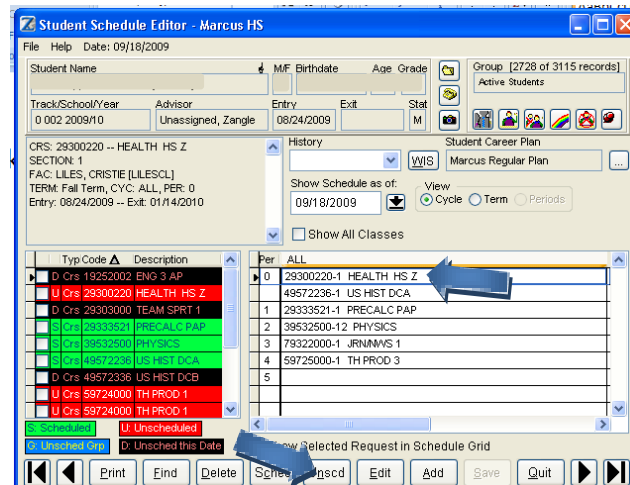 Student Schedule Editor - Marcus HS
File Help Date: 09/18/2009
Student Name M/F Birthdate Age Grade Group [2728 of 3115 records]
Active Students
Track/School/Year Advisor Entry Exit Stat
0 002 2009/10 Unassigned, Zangle 08/24/2009 M
CRS: 29300220 -- HEALTH HS Z
SECTION: 1
FAC: LILES, CRISTIE [LILESCL]
TERM: Fall Term, CYC: ALL, PER: 0
Entry: 08/24/2009 -- Exit: 01/14/2010
History Student Career Plan
WIS Marcus Regular Plan ...
Show Schedule as of: View
09/18/2009 Cycle Term Periods
Show All Classes
Typ Code Description
D Crs 19252002 ENG 3 AP
U Crs 29300220 HEALTH HS Z
D Crs 29303000 TEAM SPRT 1
S Crs 29333521 PRECALC PAP
S Crs 39532500 PHYSICS
S Crs 49572236 US HIST DCA
D Crs 49572336 US HIST DCB
U Crs 59724000 TH PROD 1
U Crs 59724000 TH PROD 1
Per ALL
0 29300220-1 HEALTH HS Z
49572236-1 US HIST DCA
1 29333521-1 PRECALC PAP
2 39532500-12 PHYSICS
3 79322000-1 JRN/NWS 1
4 59725000-1 TH PROD 3
5
S: Scheduled U: Unscheduled
G: Unsched Grp D: Unsched this Date
Selected Request in Schedule Grid
Print Find Delete Edit Add Save Quit